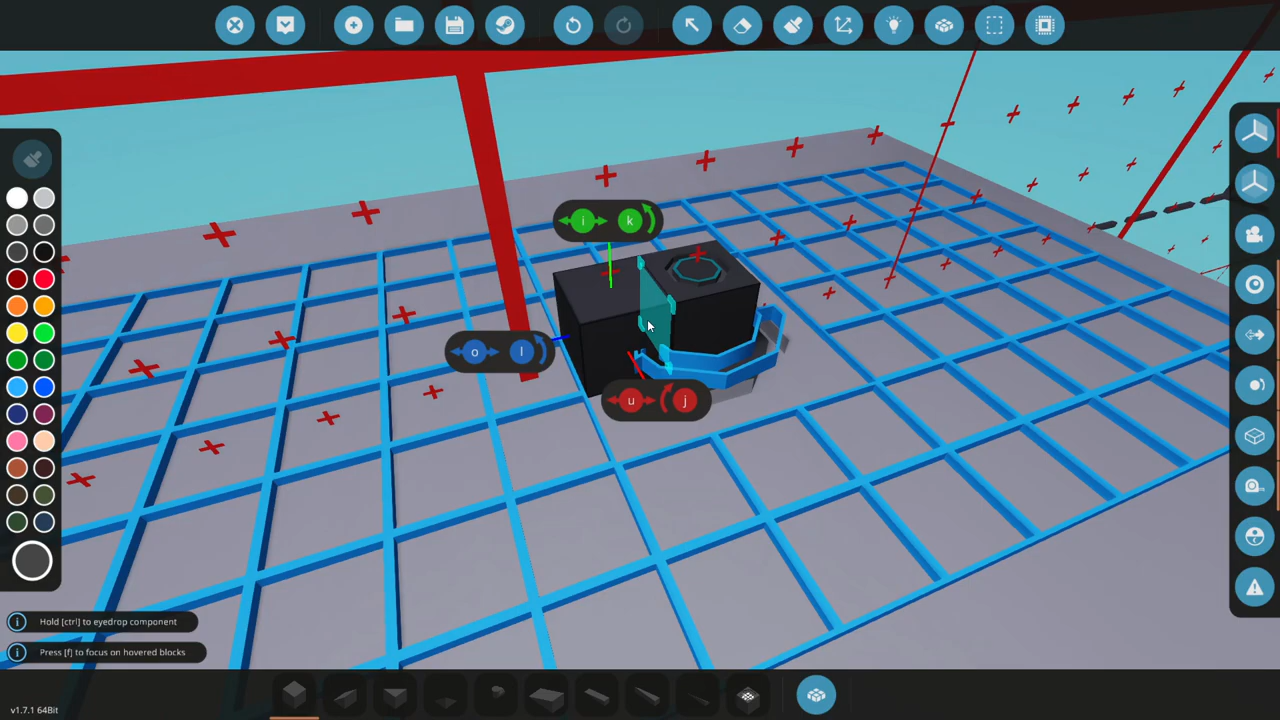 i k
o l
u j
Hold [ctrl] to eyedrop component
Press [f] to focus on hovered blocks
v1.7.1 64Bit